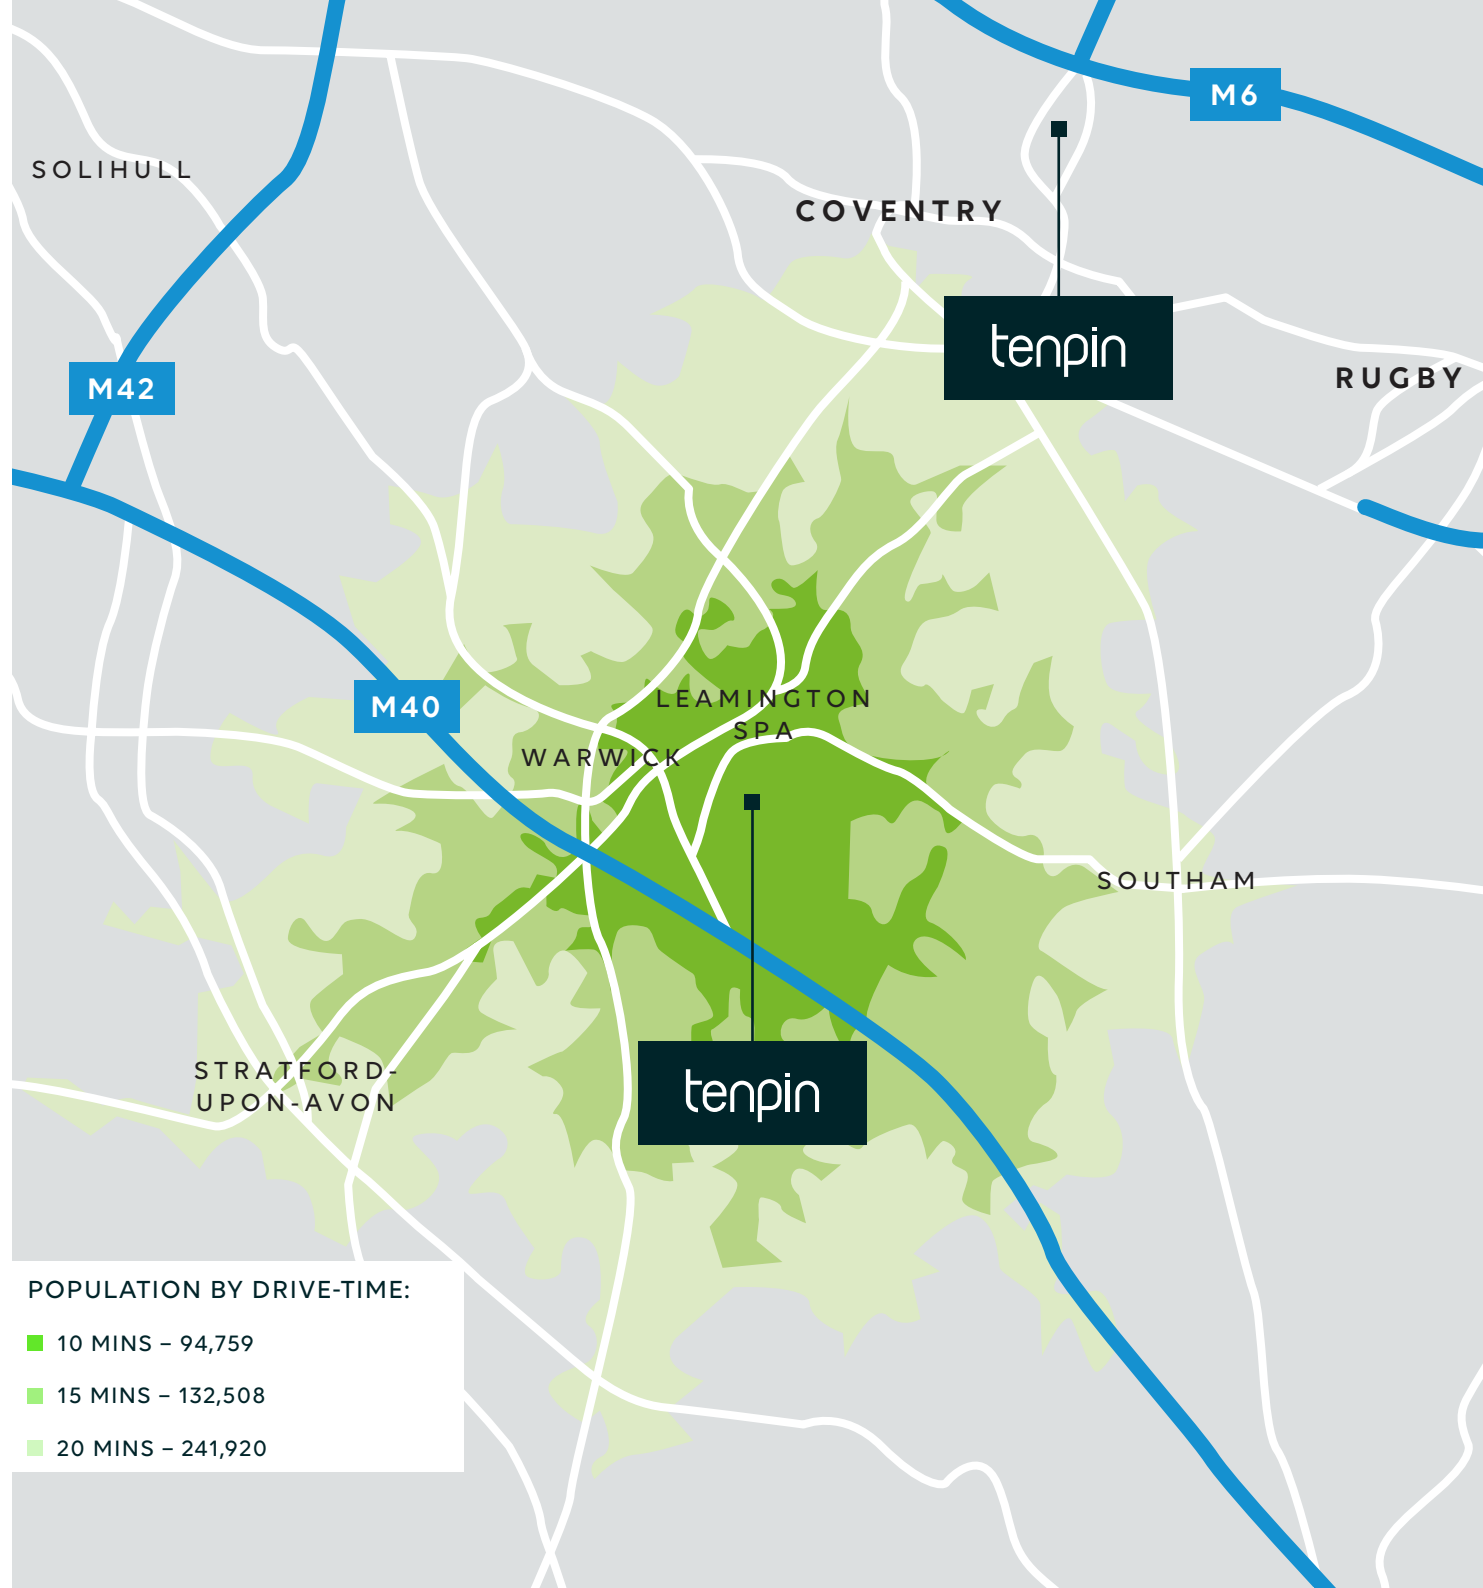 M6
SOLIHULL
COVENTRY
tenpin
RUGBY
M42
M40
LEAMINGTON
SPA
WARWICK
SOUTHAM
STRATFORD-
UPON-AVON
tenpin
POPULATION BY DRIVE-TIME:
10 MINS – 94,759
15 MINS – 132,508
20 MINS – 241,920